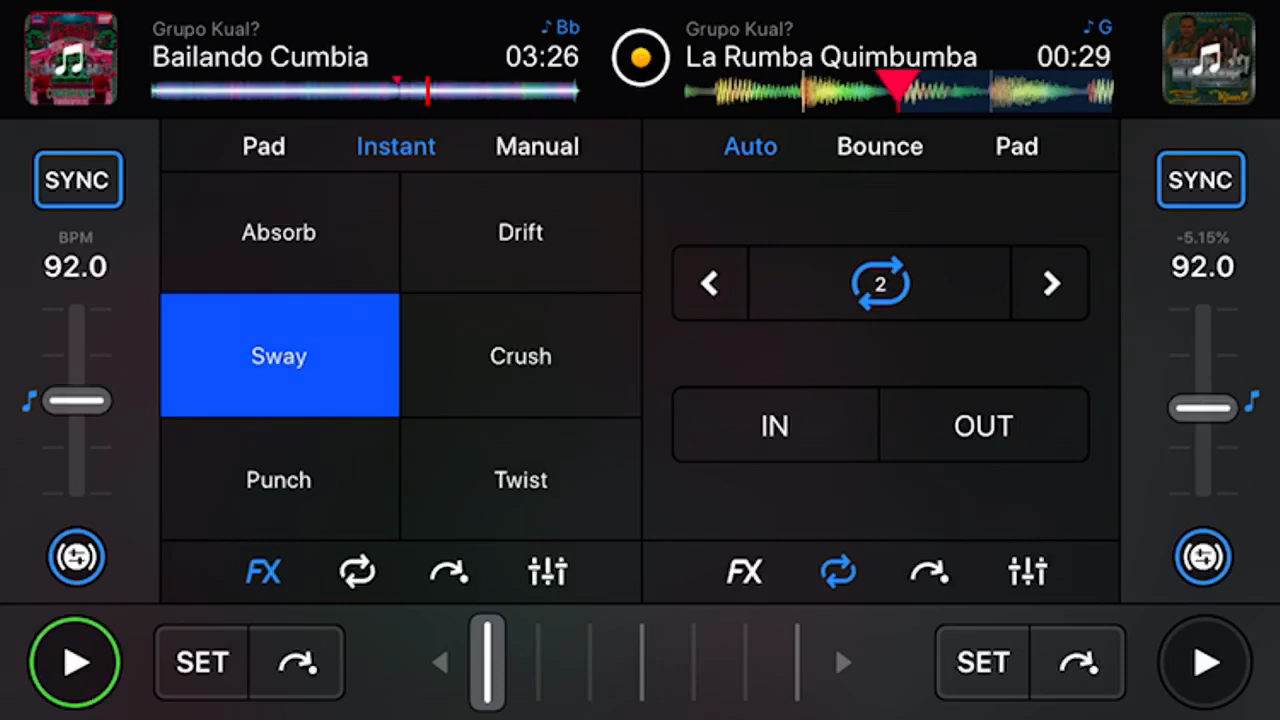 Grupo Kual?
Bb
Bailando Cumbia
03:26
Grupo Kual?
G
La Rumba Quimbumba
00:29
Pad
Instant
Manual
Auto
Bounce
Pad
SYNC
BPM
92.0
Absorb
Drift
Sway
Crush
Punch
Twist
2
IN
OUT
SYNC
-5.15%
92.0
FX
FX
SET
SET